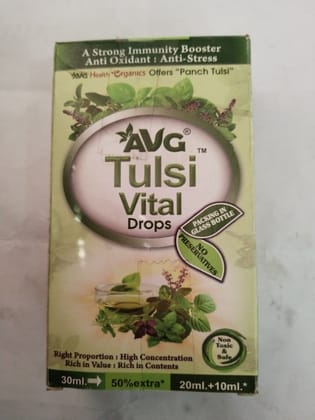 A Strong Immunity Booster
Anti Oxidant : Anti-Stress
AVG Health Organics Offers "Panch Tulsi"
AVG®
Tulsi™
Vital
Drops
PACKING IN
GLASS BOTTLE
NO
PRESERVATIVES
Non
Toxic
&
Safe
Right Proportion : High Concentration
Rich in Value : Rich in Contents
30ml. 50% extra* 20ml.+10ml.*